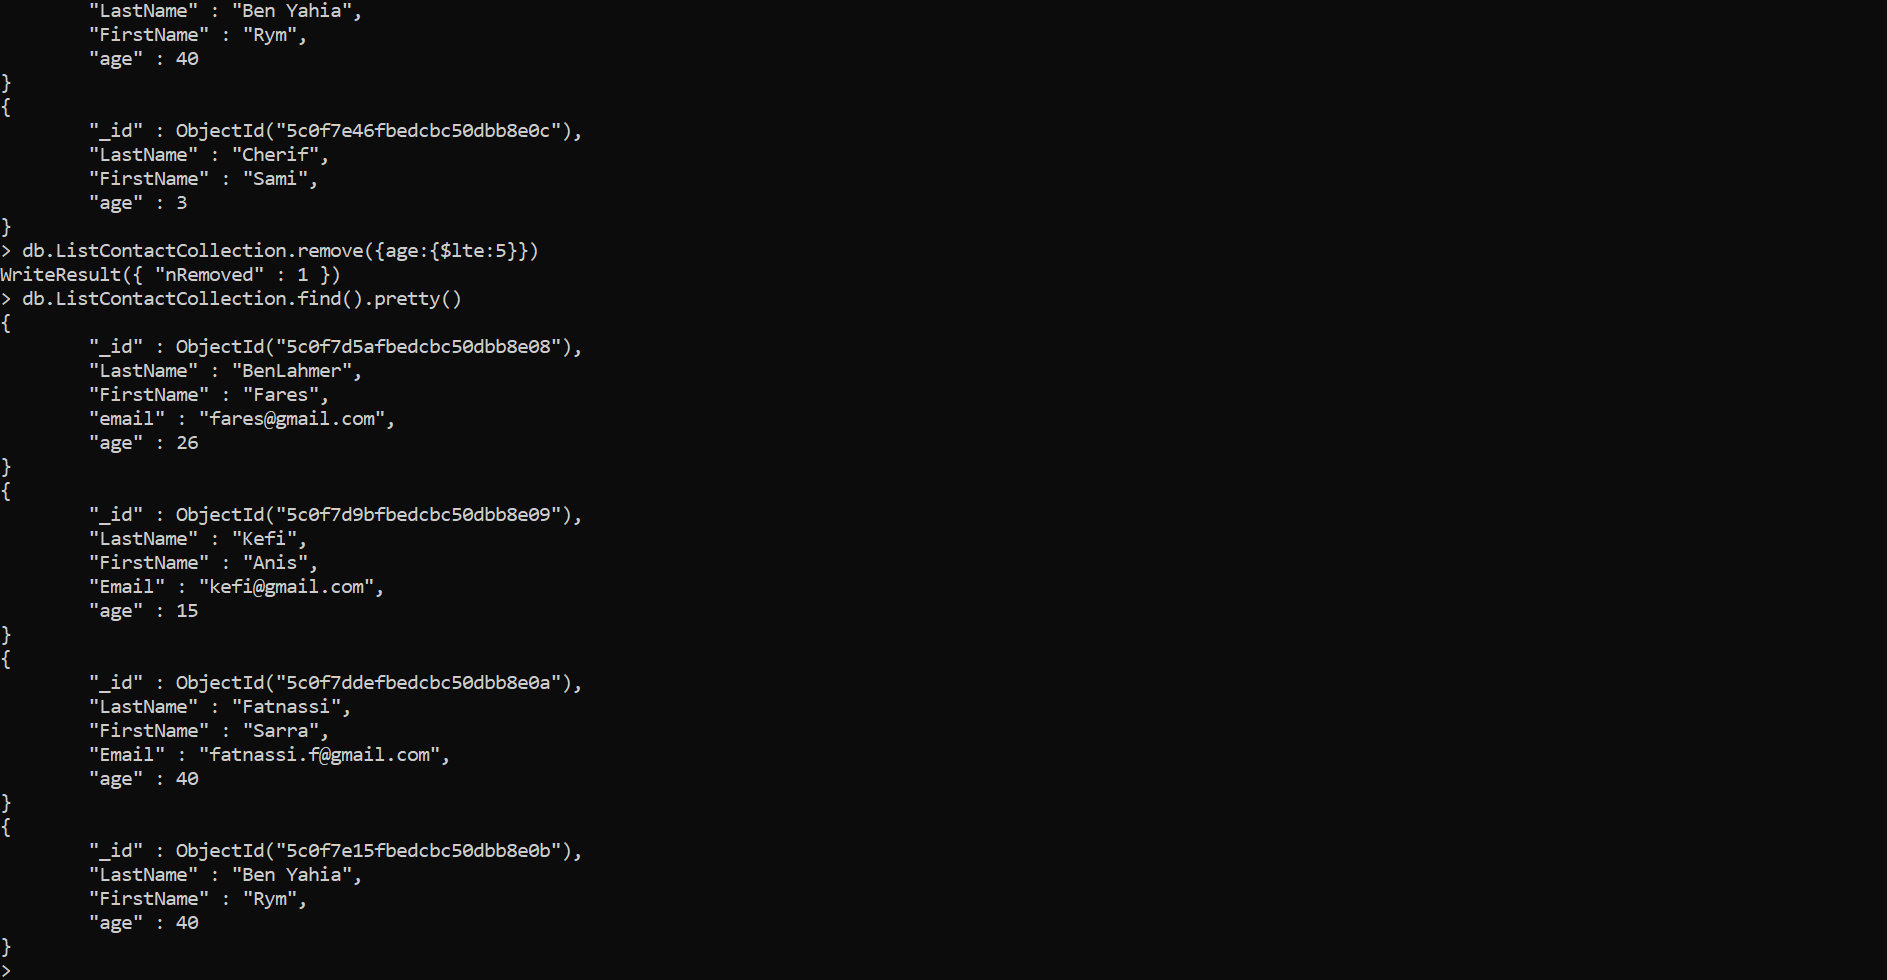 "LastName" : "Ben Yahia",
        "FirstName" : "Rym",
        "age" : 40
}
{
        "_id" : ObjectId("5c0f7e46fbedcbc50dbb8e0c"),
        "LastName" : "Cherif",
        "FirstName" : "Sami",
        "age" : 3
}
> db.ListContactCollection.remove({age:{$lte:5}})
WriteResult({ "nRemoved" : 1 })
> db.ListContactCollection.find().pretty()
{
        "_id" : ObjectId("5c0f7d5afbedcbc50dbb8e08"),
        "LastName" : "BenLahmer",
        "FirstName" : "Fares",
        "email" : "fares@gmail.com",
        "age" : 26
}
{
        "_id" : ObjectId("5c0f7d9bfbedcbc50dbb8e09"),
        "LastName" : "Kefi",
        "FirstName" : "Anis",
        "Email" : "kefi@gmail.com",
        "age" : 15
}
{
        "_id" : ObjectId("5c0f7ddefbedcbc50dbb8e0a"),
        "LastName" : "Fatnassi",
        "FirstName" : "Sarra",
        "Email" : "fatnassi.f@gmail.com",
        "age" : 40
}
{
        "_id" : ObjectId("5c0f7e15fbedcbc50dbb8e0b"),
        "LastName" : "Ben Yahia",
        "FirstName" : "Rym",
        "age" : 40
}
>